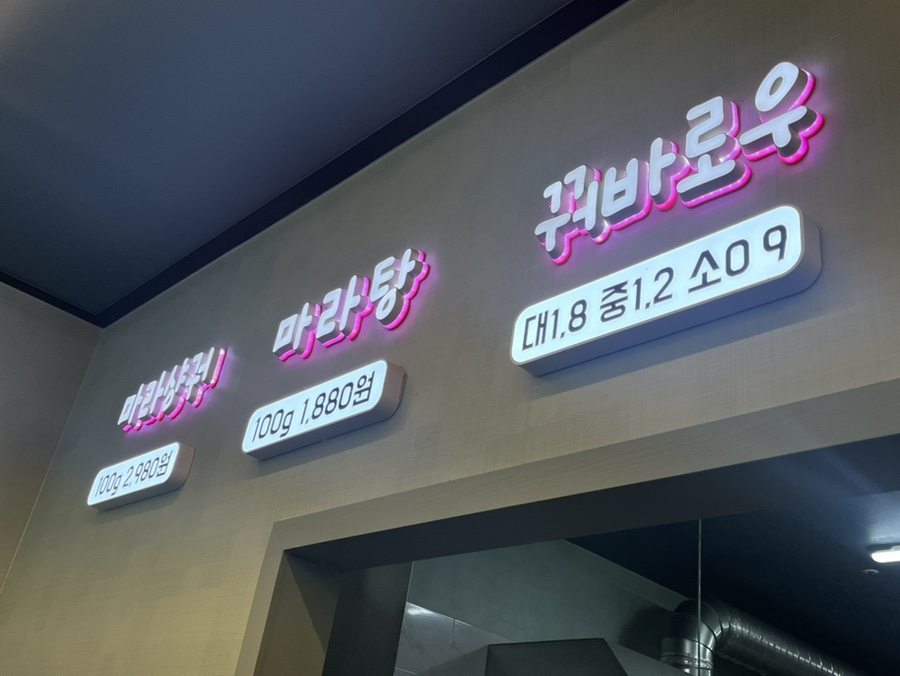 마라샹궈
100g 2,980원
마라탕
100g 1,880원
꿔바로우
대1.8 중1.2 소0 9